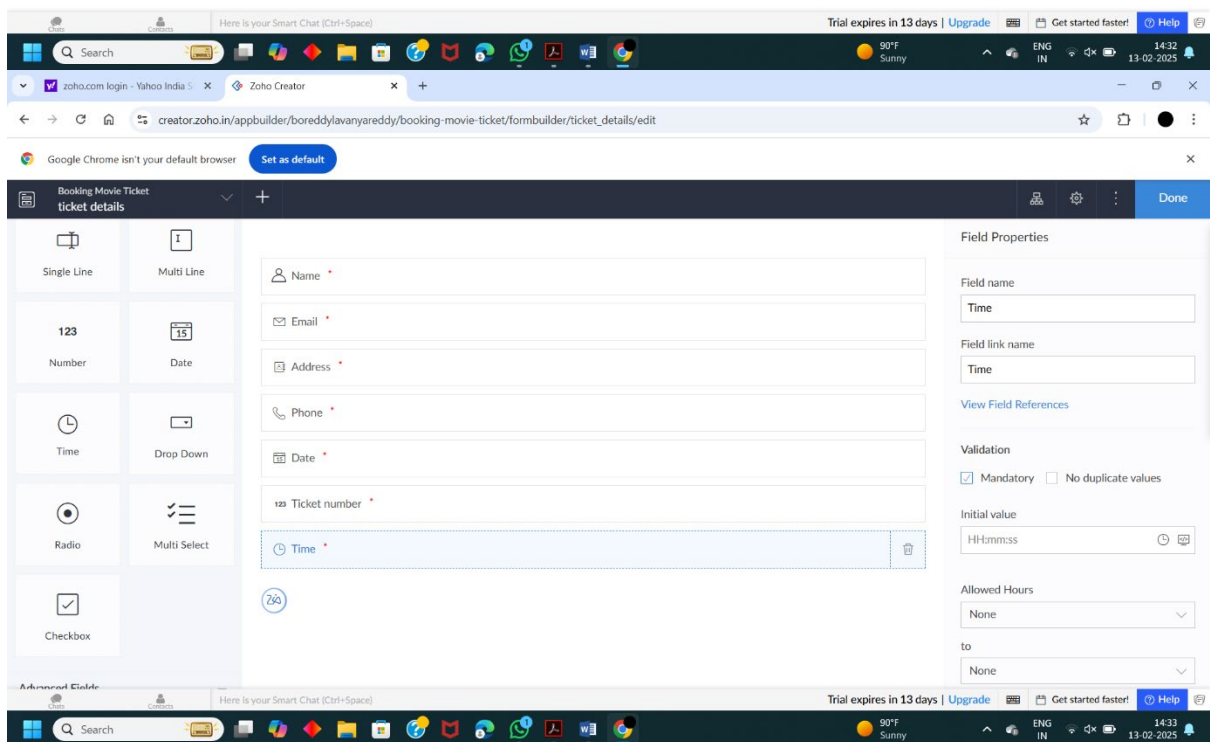 Chats
Contacts
Here is your Smart Chat (Ctrl+Space)
Trial expires in 13 days | Upgrade
Get started faster!
Help
Search
90°F
Sunny
ENG
IN
14:32
13-02-2025
zoho.com login - Yahoo India S
Zoho Creator
creator.zoho.in/appbuilder/boreddylavanyareddy/booking-movie-ticket/formbuilder/ticket_details/edit
Google Chrome isn't your default browser
Set as default
Booking Movie Ticket
ticket details
Done
Single Line
Multi Line
123
Number
15
Date
Time
Drop Down
Radio
Multi Select
Checkbox
Advanced Fields
Name *
Email *
Address *
Phone *
Date *
123 Ticket number *
Time *
Zia
Field Properties
Field name
Time
Field link name
Time
View Field References
Validation
Mandatory
No duplicate values
Initial value
HH:mm:ss
Allowed Hours
None
to
None
Chats
Contacts
Here is your Smart Chat (Ctrl+Space)
Trial expires in 13 days | Upgrade
Get started faster!
Help
Search
90°F
Sunny
ENG
IN
14:33
13-02-2025